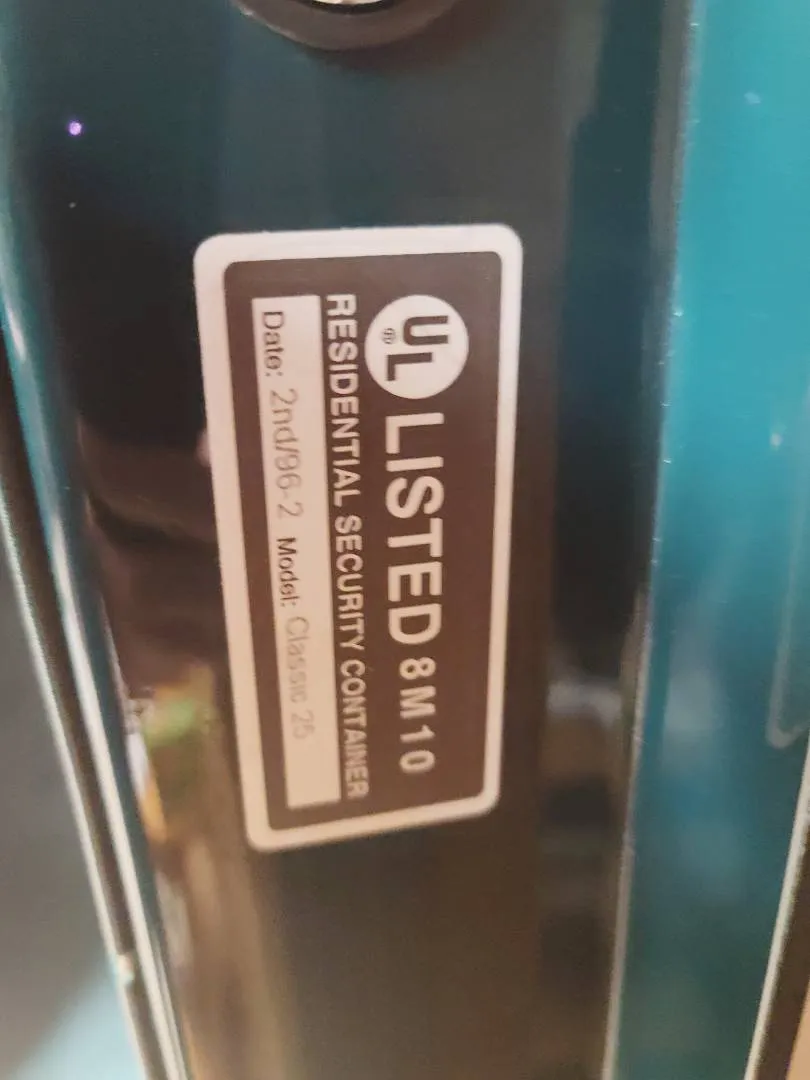 UL® LISTED 8M10
RESIDENTIAL SECURITY CONTAINER
Date: 2nd/96-2 Model: Classic 25